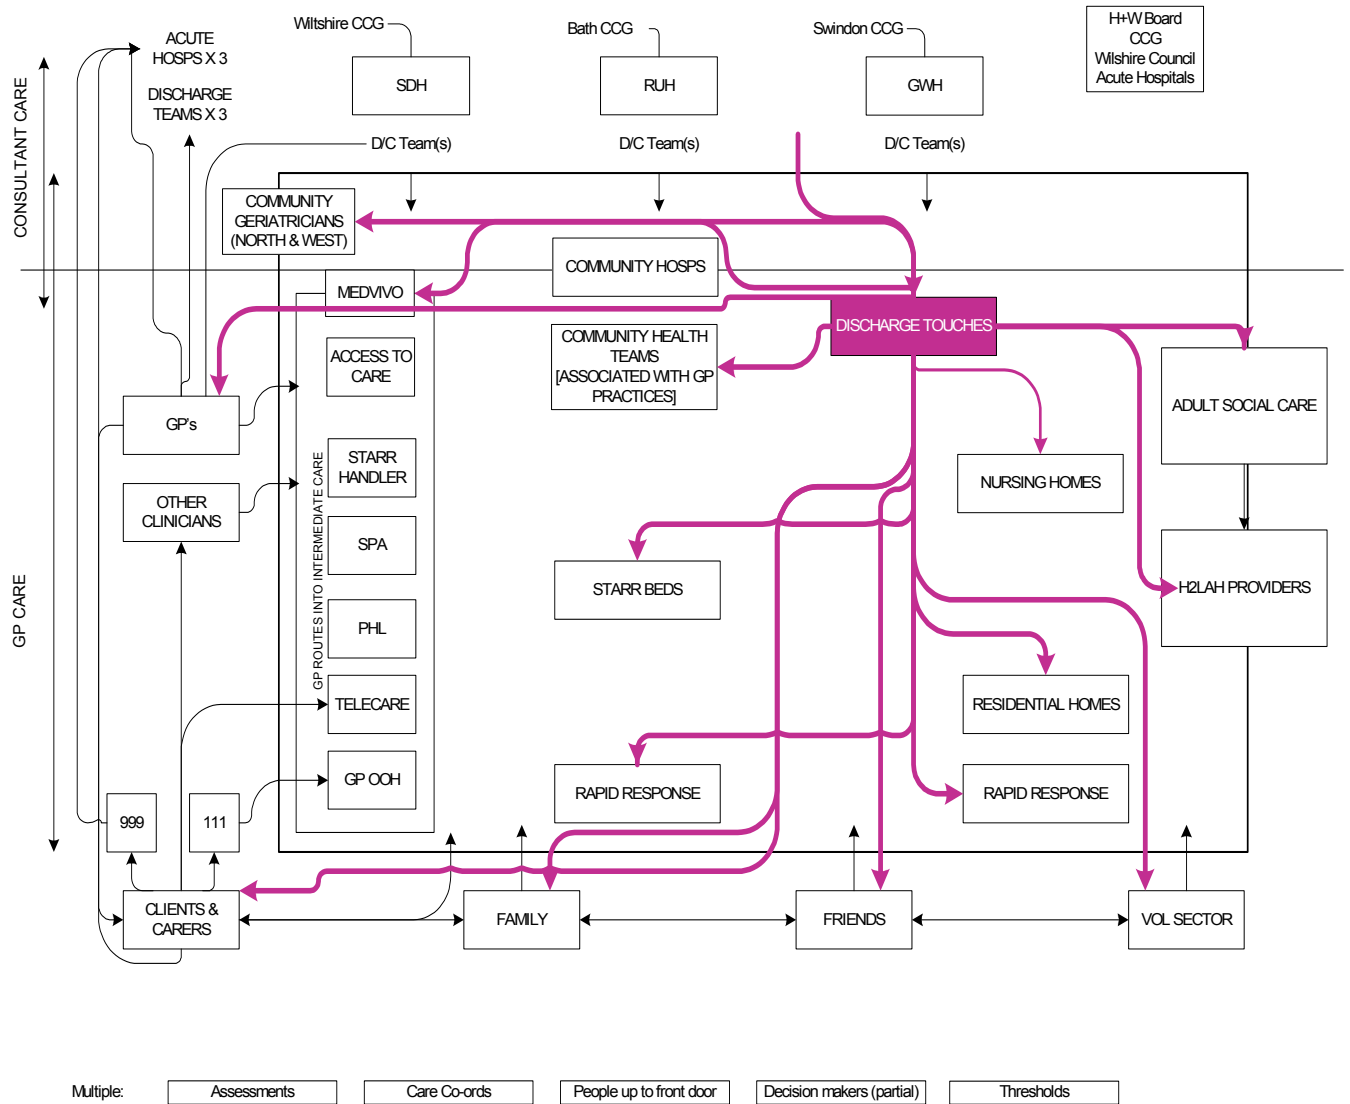 Wiltshire CCG
Bath CCG
Swindon CCG
H+W Board
CCG
Wilshire Council
Acute Hospitals
ACUTE
HOSPS X 3
DISCHARGE
TEAMS X 3
SDH
RUH
GWH
D/C Team(s)
D/C Team(s)
D/C Team(s)
CONSULTANT CARE
COMMUNITY
GERIATRICIANS
(NORTH & WEST)
COMMUNITY HOSPS
MEDVIVO
DISCHARGE TOUCHES
COMMUNITY HEALTH
TEAMS
[ASSOCIATED WITH GP
PRACTICES]
ACCESS TO
CARE
ADULT SOCIAL CARE
GP's
STARR
HANDLER
NURSING HOMES
OTHER
CLINICIANS
GP ROUTES INTO INTERMEDIATE CARE
SPA
STARR BEDS
H2LAH PROVIDERS
GP CARE
PHL
TELECARE
RESIDENTIAL HOMES
GP OOH
RAPID RESPONSE
RAPID RESPONSE
999
111
CLIENTS &
CARERS
FAMILY
FRIENDS
VOL SECTOR
Multiple:
Assessments
Care Co-ords
People up to front door
Decision makers (partial)
Thresholds